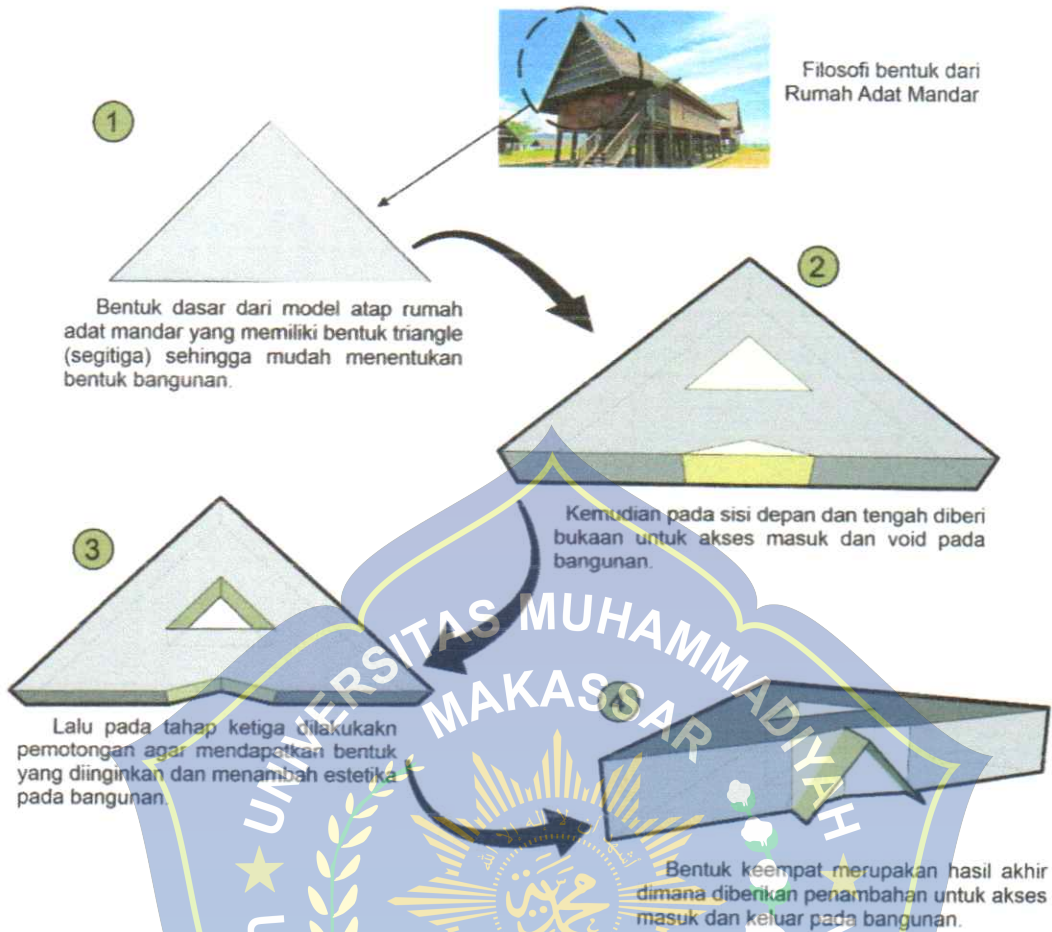 Filosofi bentuk dari
Rumah Adat Mandar
1
Bentuk dasar dari model atap rumah
adat mandar yang memiliki bentuk triangle
(segitiga) sehingga mudah menentukan
bentuk bangunan.
2
Kemudian pada sisi depan dan tengah diberi
bukaan untuk akses masuk dan void pada
bangunan.
3
Lalu pada tahap ketiga dilakukakn
pemotongan agar mendapatkan bentuk
yang diinginkan dan menambah estetika
pada bangunan.
4
Bentuk keempat merupakan hasil akhir
dimana diberikan penambahan untuk akses
masuk dan keluar pada bangunan.
UNIVERSITAS MUHAMMADIYAH
MAKASSAR